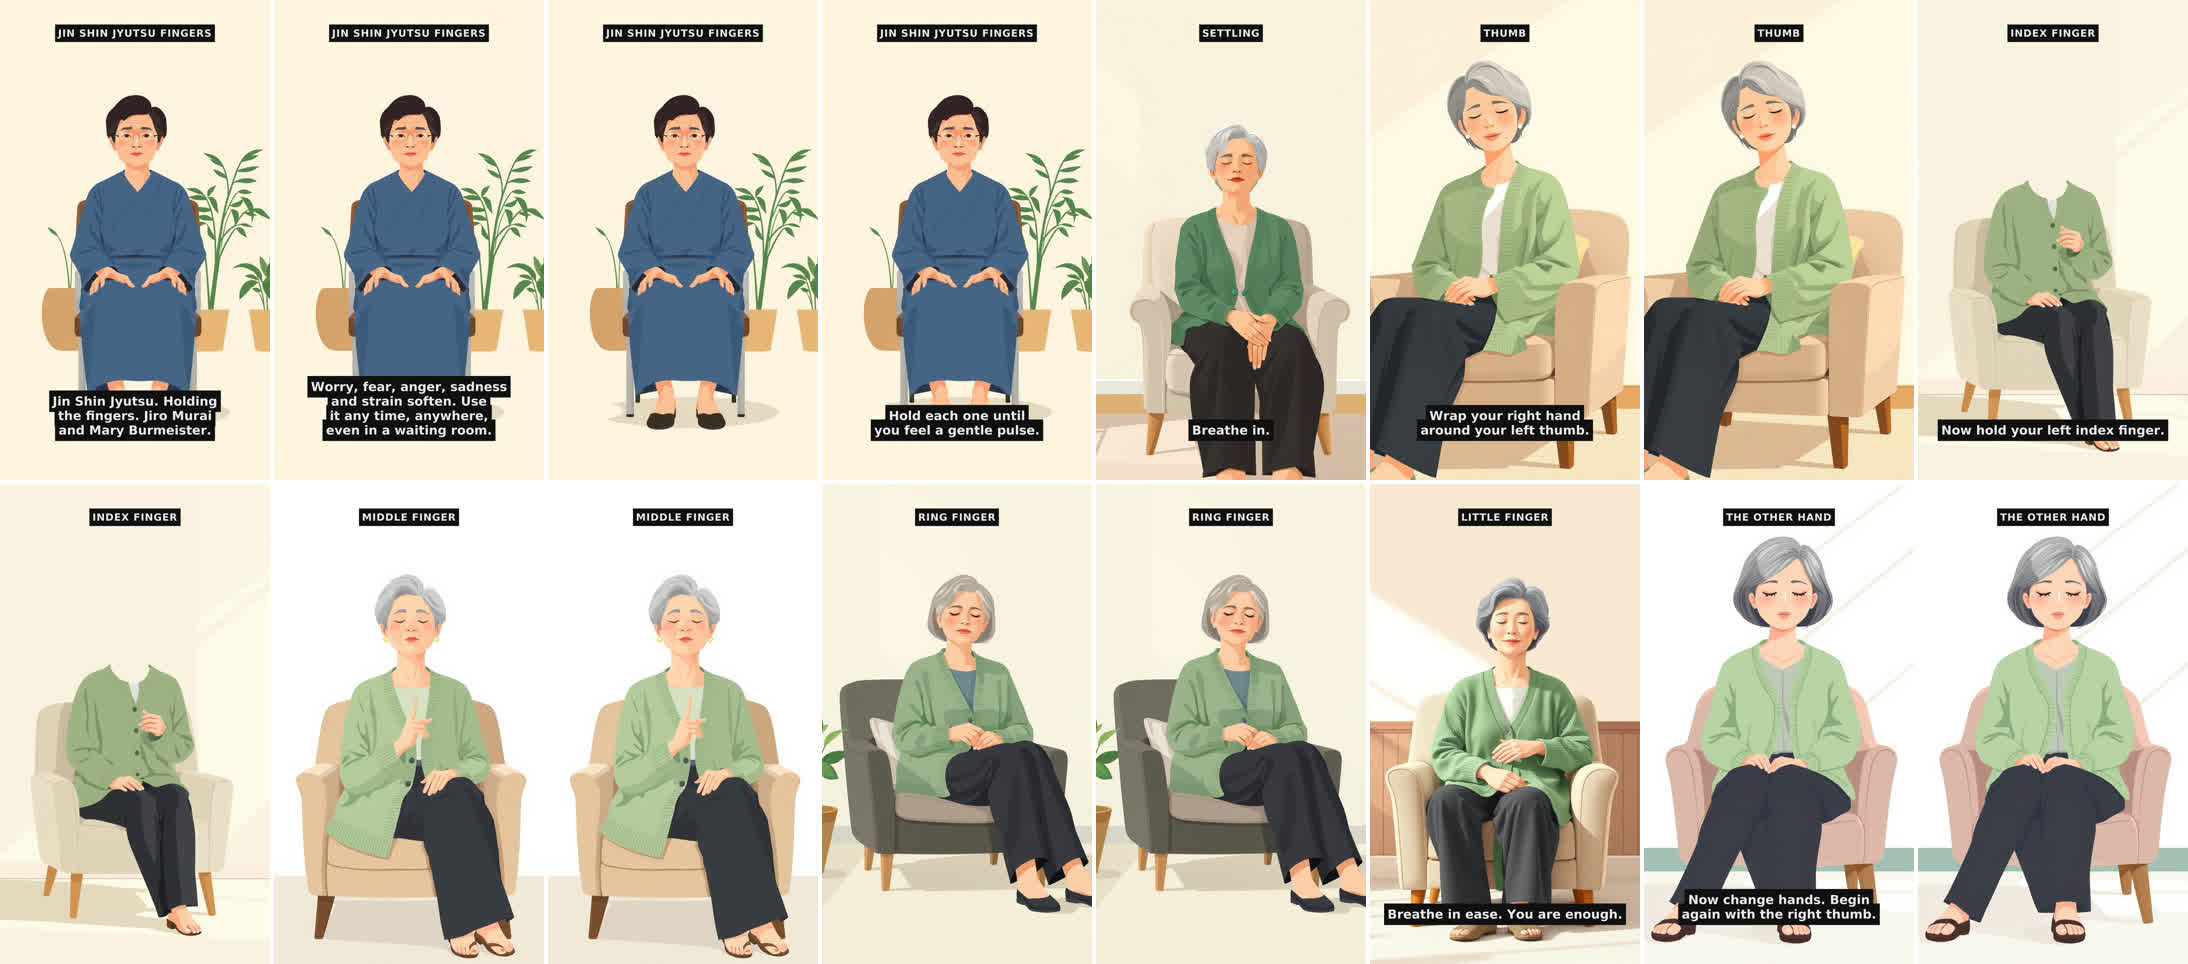 JIN SHIN JYUTSU FINGERS
Jin Shin Jyutsu. Holding
the fingers. Jiro Murai
and Mary Burmeister.
JIN SHIN JYUTSU FINGERS
Worry, fear, anger, sadness
and strain soften. Use
it any time, anywhere,
even in a waiting room.
JIN SHIN JYUTSU FINGERS
JIN SHIN JYUTSU FINGERS
Hold each one until
you feel a gentle pulse.
SETTLING
Breathe in.
THUMB
Wrap your right hand
around your left thumb.
THUMB
INDEX FINGER
Now hold your left index finger.
INDEX FINGER
MIDDLE FINGER
MIDDLE FINGER
RING FINGER
RING FINGER
LITTLE FINGER
Breathe in ease. You are enough.
THE OTHER HAND
Now change hands. Begin
again with the right thumb.
THE OTHER HAND